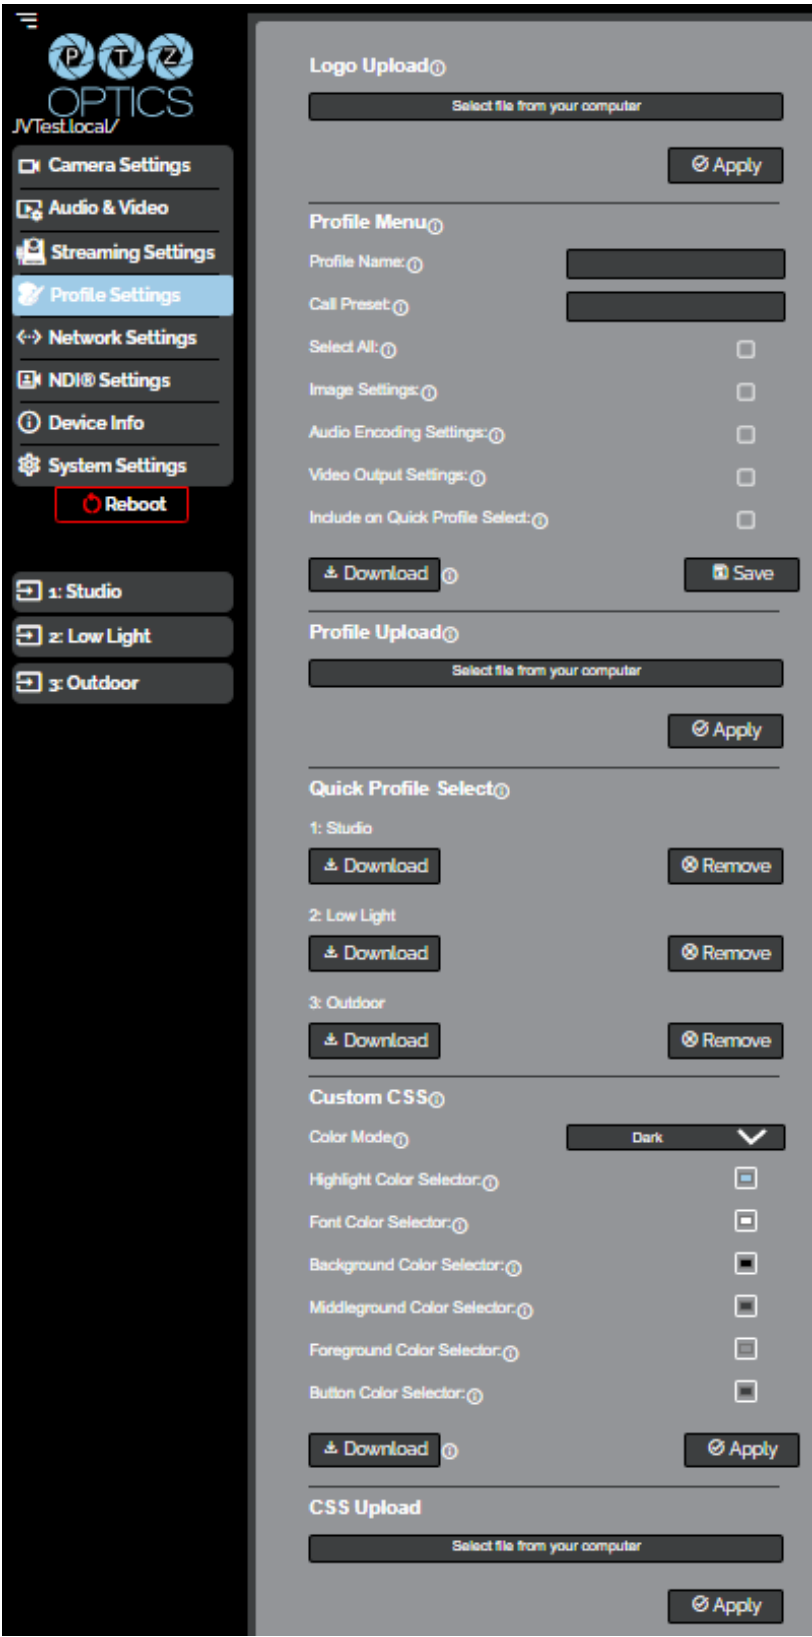 PTZ
OPTICS
JVTest.local/
Camera Settings
Audio & Video
Streaming Settings
Profile Settings
Network Settings
NDI® Settings
Device Info
System Settings
Reboot
1: Studio
2: Low Light
3: Outdoor
Logo Upload
Select file from your computer
Apply
Profile Menu
Profile Name:
Call Preset:
Select All:
Image Settings:
Audio Encoding Settings:
Video Output Settings:
Include on Quick Profile Select:
Download Save
Profile Upload
Select file from your computer
Apply
Quick Profile Select
1: Studio
Download Remove
2: Low Light
Download Remove
3: Outdoor
Download Remove
Custom CSS
Color Mode Dark
Highlight Color Selector:
Font Color Selector:
Background Color Selector:
Middleground Color Selector:
Foreground Color Selector:
Button Color Selector:
Download Apply
CSS Upload
Select file from your computer
Apply